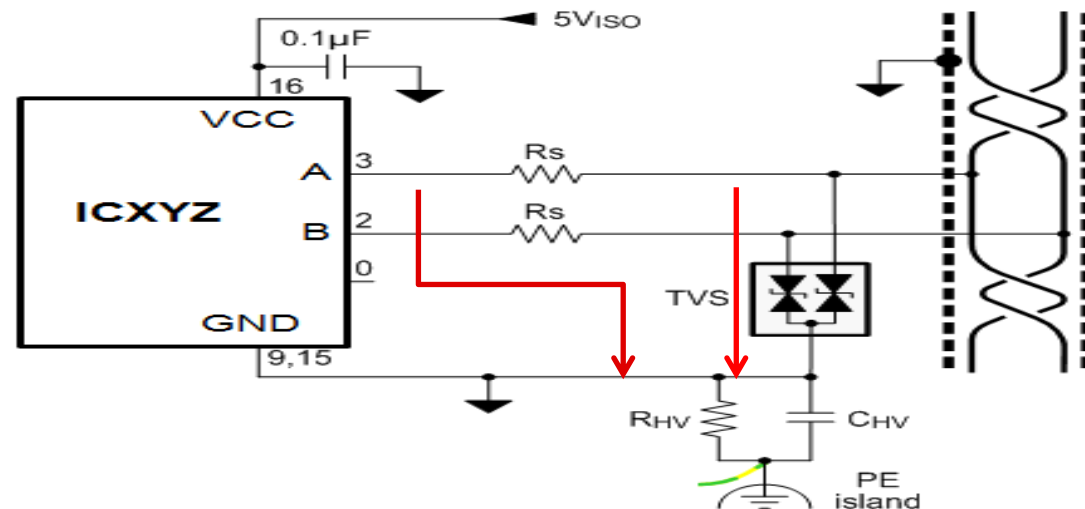 5VISO
0.1µF
16
VCC
A
3
Rs
ICXYZ
B
2
Rs
0
TVS
GND
9,15
RHV
CHV
PE
island